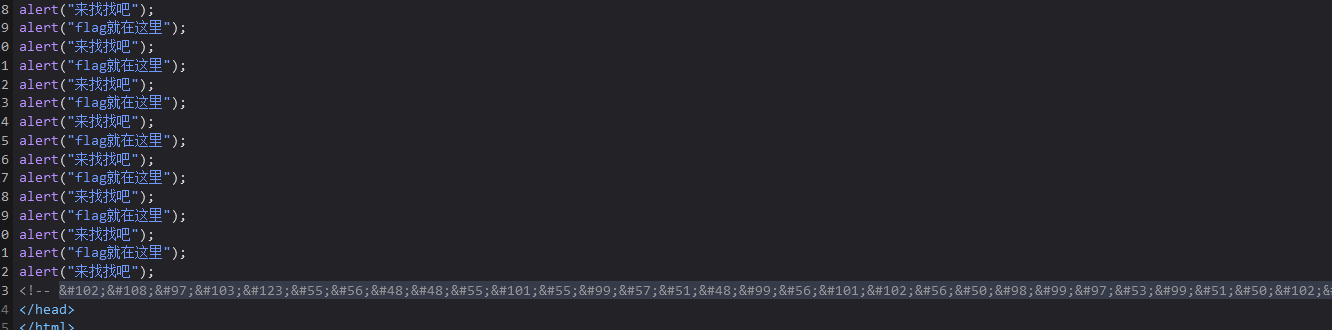 8 alert("来找找吧");
9 alert("flag就在这里");
0 alert("来找找吧");
1 alert("flag就在这里");
2 alert("来找找吧");
3 alert("flag就在这里");
4 alert("来找找吧");
5 alert("flag就在这里");
6 alert("来找找吧");
7 alert("flag就在这里");
8 alert("来找找吧");
9 alert("flag就在这里");
0 alert("来找找吧");
1 alert("flag就在这里");
2 alert("来找找吧");
3 <!-- &#102;&#108;&#97;&#103;&#123;&#55;&#56;&#48;&#48;&#55;&#101;&#55;&#99;&#57;&#51;&#48;&#99;&#56;&#101;&#102;&#56;&#50;&#98;&#99;&#97;&#53;&#99;&#51;&#50;&#102;&#
4 </head>
5 </html>